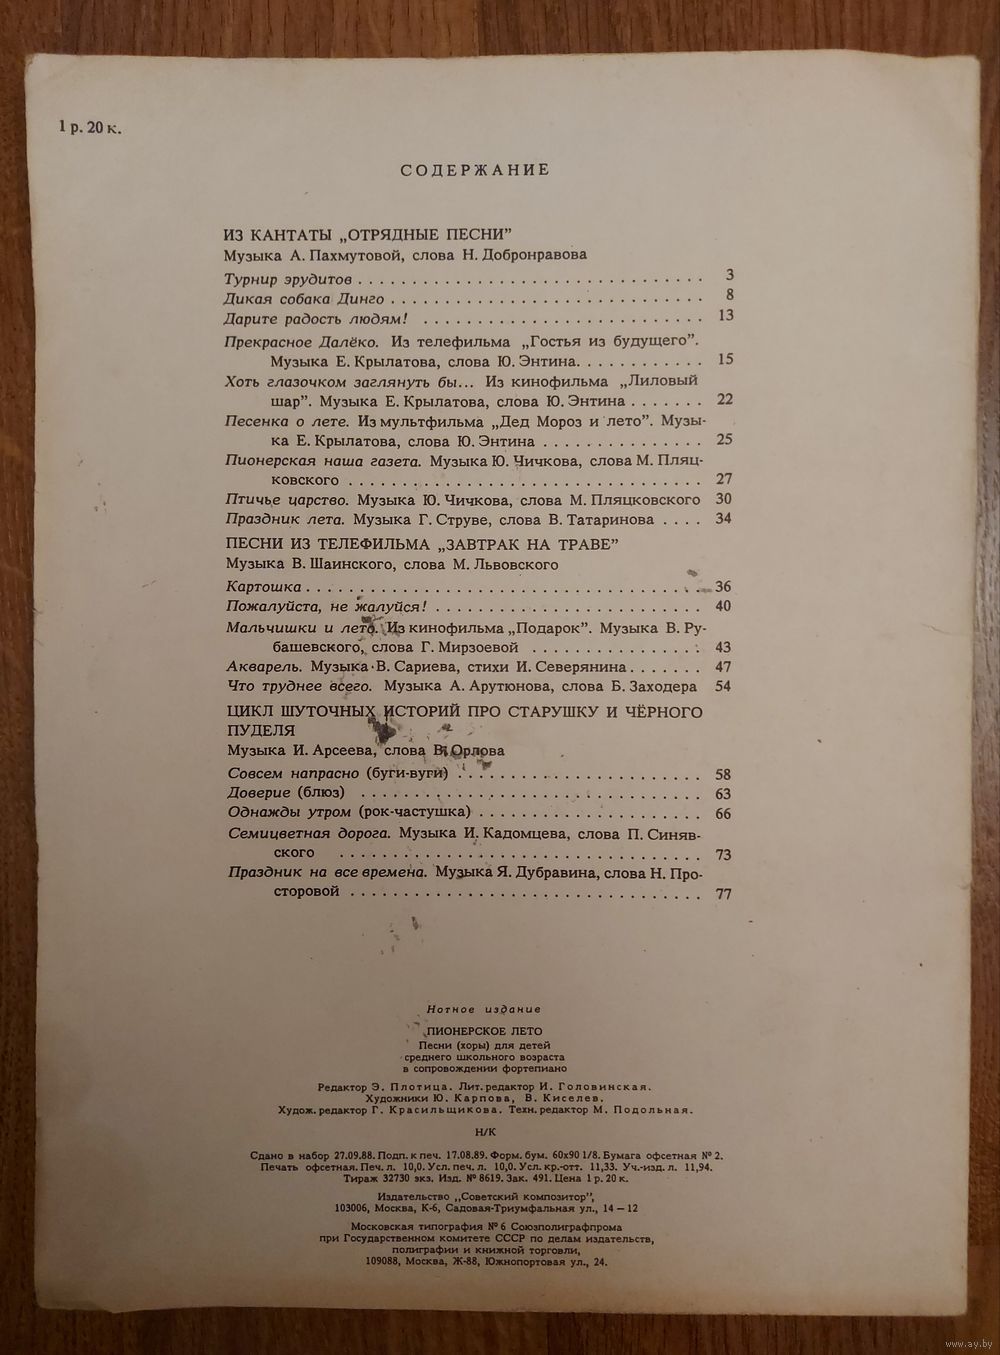 1 р. 20 к.
СОДЕРЖАНИЕ
ИЗ КАНТАТЫ „ОТРЯДНЫЕ ПЕСНИ”
Музыка А. Пахмутовой, слова Н. Добронравова
Турнир эрудитов . . . . . . . . . . . . . . . . . . . . . . . . . . . . . . . . 3
Дикая собака Динго . . . . . . . . . . . . . . . . . . . . . . . . . . . . . 8
Дарите радость людям! . . . . . . . . . . . . . . . . . . . . . . . . . . 13
Прекрасное Далёко. Из телефильма „Гостья из будущего”.
Музыка Е. Крылатова, слова Ю. Энтина. . . . . . . . . . . . 15
Хоть глазочком заглянуть бы... Из кинофильма „Лиловый
шар”. Музыка Е. Крылатова, слова Ю. Энтина . . . . . . . 22
Песенка о лете. Из мультфильма „Дед Мороз и лето”. Музы-
ка Е. Крылатова, слова Ю. Энтина . . . . . . . . . . . . . . . 25
Пионерская наша газета. Музыка Ю. Чичкова, слова М. Пляц-
ковского . . . . . . . . . . . . . . . . . . . . . . . . . . . . . . . . . 27
Птичье царство. Музыка Ю. Чичкова, слова М. Пляцковского 30
Праздник лета. Музыка Г. Струве, слова В. Татаринова . . . . 34
ПЕСНИ ИЗ ТЕЛЕФИЛЬМА „ЗАВТРАК НА ТРАВЕ”
Музыка В. Шаинского, слова М. Львовского
Картошка . . . . . . . . . . . . . . . . . . . . . . . . . . . . . . . . . . . . . 36
Пожалуйста, не жалуйся! . . . . . . . . . . . . . . . . . . . . . . . . . 40
Мальчишки и лето. Из кинофильма „Подарок”. Музыка В. Ру-
башевского, слова Г. Мирзоевой . . . . . . . . . . . . . . . . 43
Акварель. Музыка В. Сариева, стихи И. Северянина . . . . . . . 47
Что труднее всего. Музыка А. Арутюнова, слова Б. Заходера 54
ЦИКЛ ШУТОЧНЫХ ИСТОРИЙ ПРО СТАРУШКУ И ЧЁРНОГО
ПУДЕЛЯ
Музыка И. Арсеева, слова В. Орлова
Совсем напрасно (буги-вуги) . . . . . . . . . . . . . . . . . . . . . . . 58
Доверие (блюз) . . . . . . . . . . . . . . . . . . . . . . . . . . . . . . . . 63
Однажды утром (рок-частушка) . . . . . . . . . . . . . . . . . . . . . 66
Семицветная дорога. Музыка И. Кадомцева, слова П. Синяв-
ского . . . . . . . . . . . . . . . . . . . . . . . . . . . . . . . . . . 73
Праздник на все времена. Музыка Я. Дубравина, слова Н. Про-
сторовой . . . . . . . . . . . . . . . . . . . . . . . . . . . . . . . . . 77
Нотное издание
ПИОНЕРСКОЕ ЛЕТО
Песни (хоры) для детей
среднего школьного возраста
в сопровождении фортепиано
Редактор Э. Плотица. Лит. редактор И. Головинская.
Художники Ю. Карпова, В. Киселев.
Худож. редактор Г. Красильщикова. Техн. редактор М. Подольная.
Н/К
Сдано в набор 27.09.88. Подп. к печ. 17.08.89. Форм. бум. 60х90 1/8. Бумага офсетная № 2.
Печать офсетная. Печ. л. 10,0. Усл. печ. л. 10,0. Усл. кр.-отт. 11,33. Уч.-изд. л. 11,94.
Тираж 32730 экз. Изд. № 8619. Зак. 491. Цена 1 р. 20 к.
Издательство „Советский композитор”,
103006, Москва, К-6, Садовая-Триумфальная ул., 14 — 12
Московская типография № 6 Союзполиграфпрома
при Государственном комитете СССР по делам издательств,
полиграфии и книжной торговли,
109088, Москва, Ж-88, Южнопортовая ул., 24.
www.ay.by